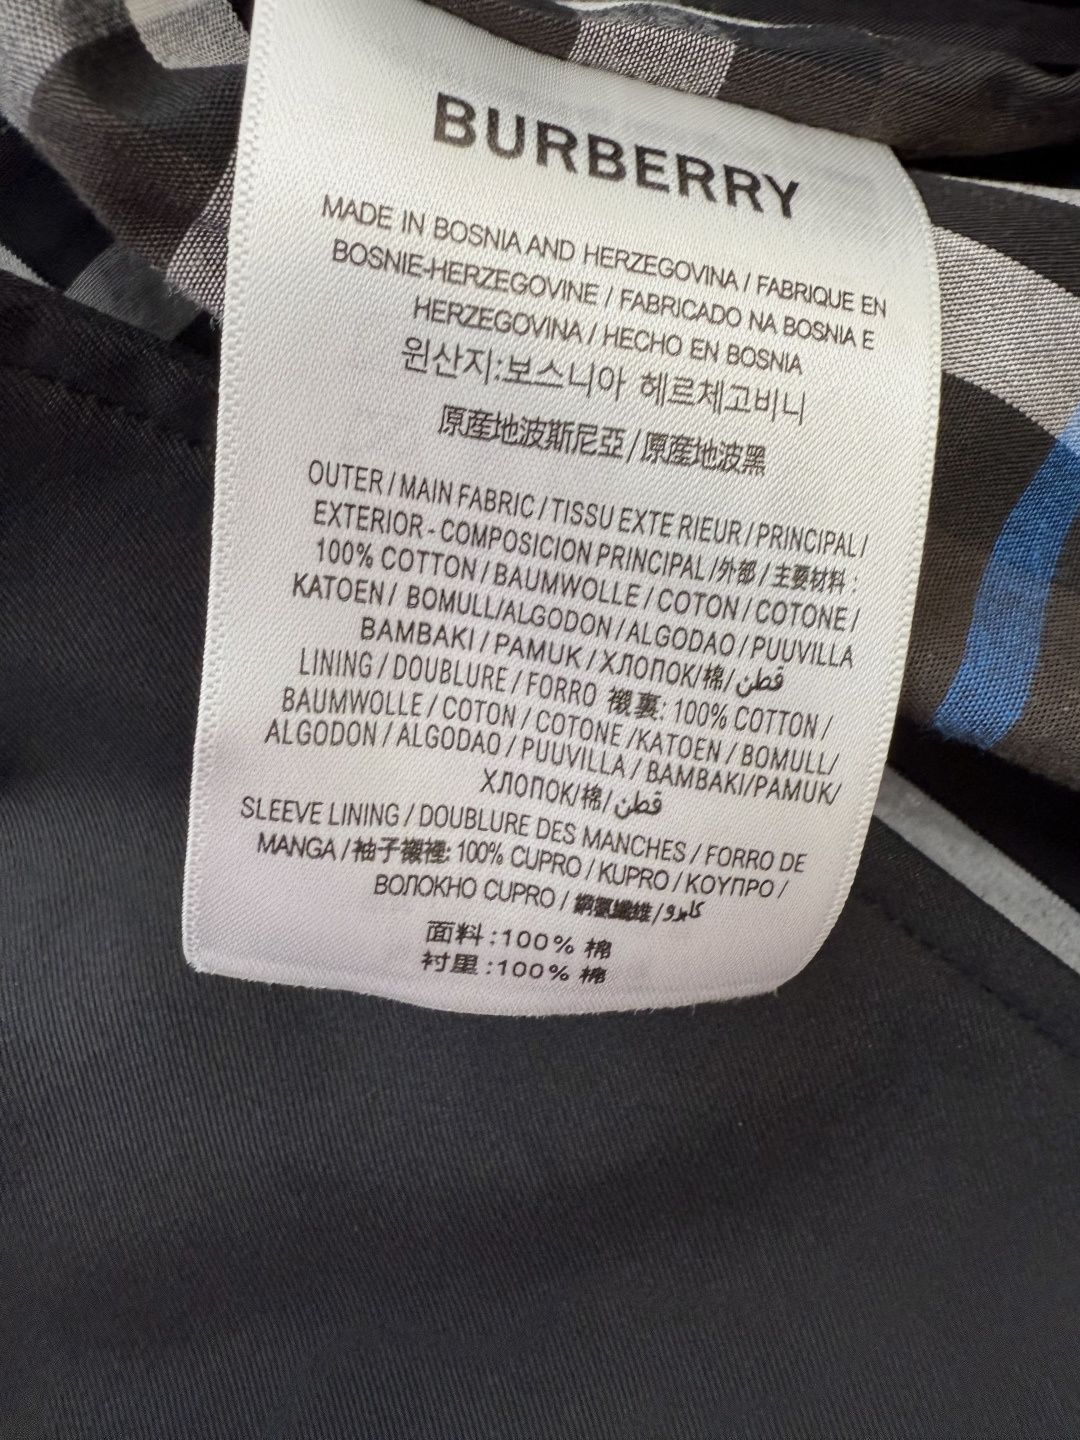 BURBERRY
MADE IN BOSNIA AND HERZEGOVINA / FABRIQUE EN
BOSNIE-HERZEGOVINE / FABRICADO NA BOSNIA E
HERZEGOVINA / HECHO EN BOSNIA
원산지:보스니아 헤르체고비니
原産地波斯尼亞/原産地波黑
OUTER / MAIN FABRIC / TISSU EXTE RIEUR / PRINCIPAL /
EXTERIOR - COMPOSICION PRINCIPAL /外部 / 主要材料 :
100% COTTON / BAUMWOLLE / COTON / COTONE /
KATOEN / BOMULL/ALGODON / ALGODAO / PUUVILLA
BAMBAKI / PAMUK / ХЛОПОК/棉/ قطن
LINING / DOUBLURE / FORRO 襯裏: 100% COTTON /
BAUMWOLLE / COTON / COTONE /KATOEN / BOMULL/
ALGODON / ALGODAO / PUUVILLA / BAMBAKI/PAMUK/
ХЛОПОК/棉/ قطن
SLEEVE LINING / DOUBLURE DES MANCHES / FORRO DE
MANGA / 袖子襯裡: 100% CUPRO / KUPRO / ΚΟΥΠΡΟ /
ВОЛОКНО CUPRO / /كابرو
面料:100% 棉
衬里:100% 棉